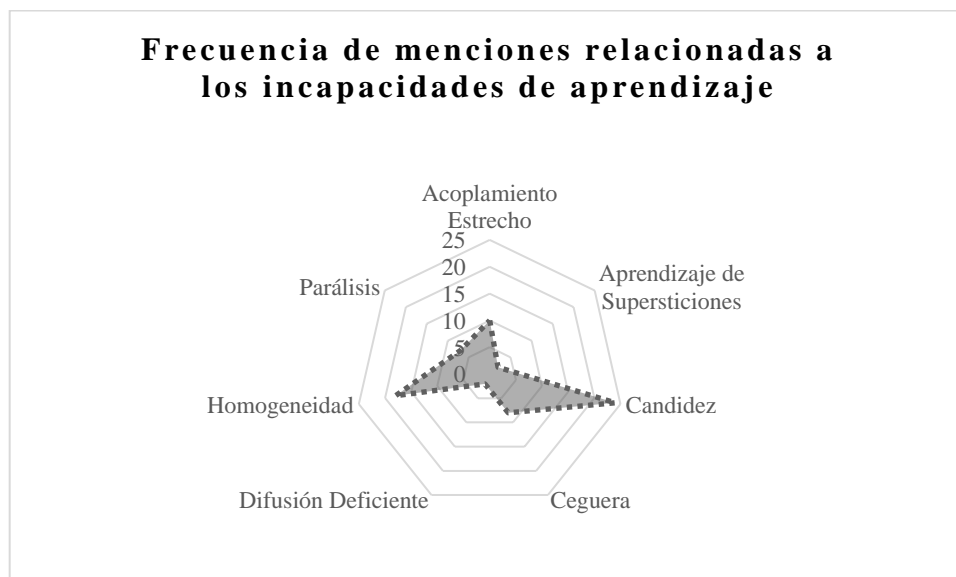 Frecuencia de menciones relacionadas a
los incapacidades de aprendizaje
Acoplamiento
Estrecho
25
20
15
10
5
0
Aprendizaje de
Supersticiones
Candidez
Ceguera
Difusión Deficiente
Homogeneidad
Parálisis